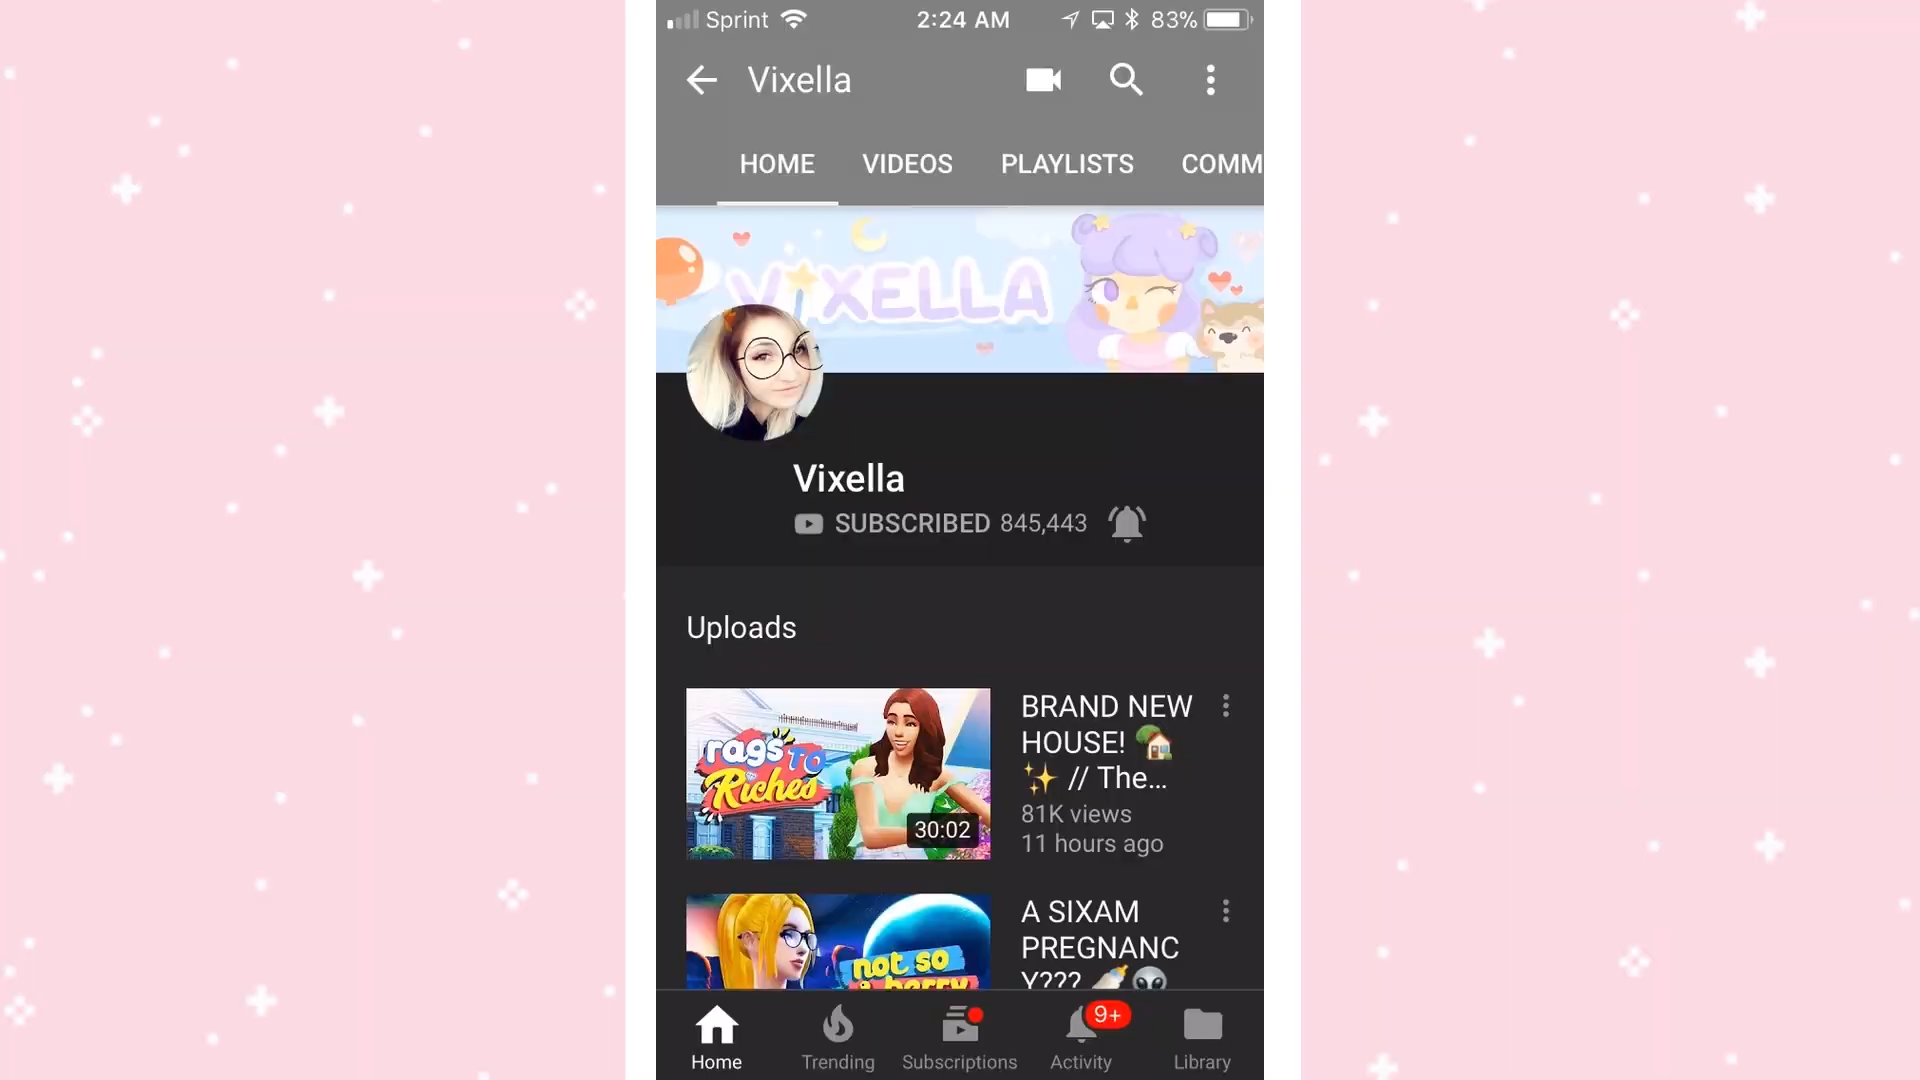 Sprint 2:24 AM 83%
Vixella
HOME VIDEOS PLAYLISTS COMM
VIXELLA
Vixella
SUBSCRIBED 845,443
Uploads
rags TO
Riches
30:02
BRAND NEW
HOUSE! 🏡
✨ // The...
81K views
11 hours ago
not so
a berry
A SIXAM
PREGNANC
Y??? 🍼👽
9+
Home Trending Subscriptions Activity Library